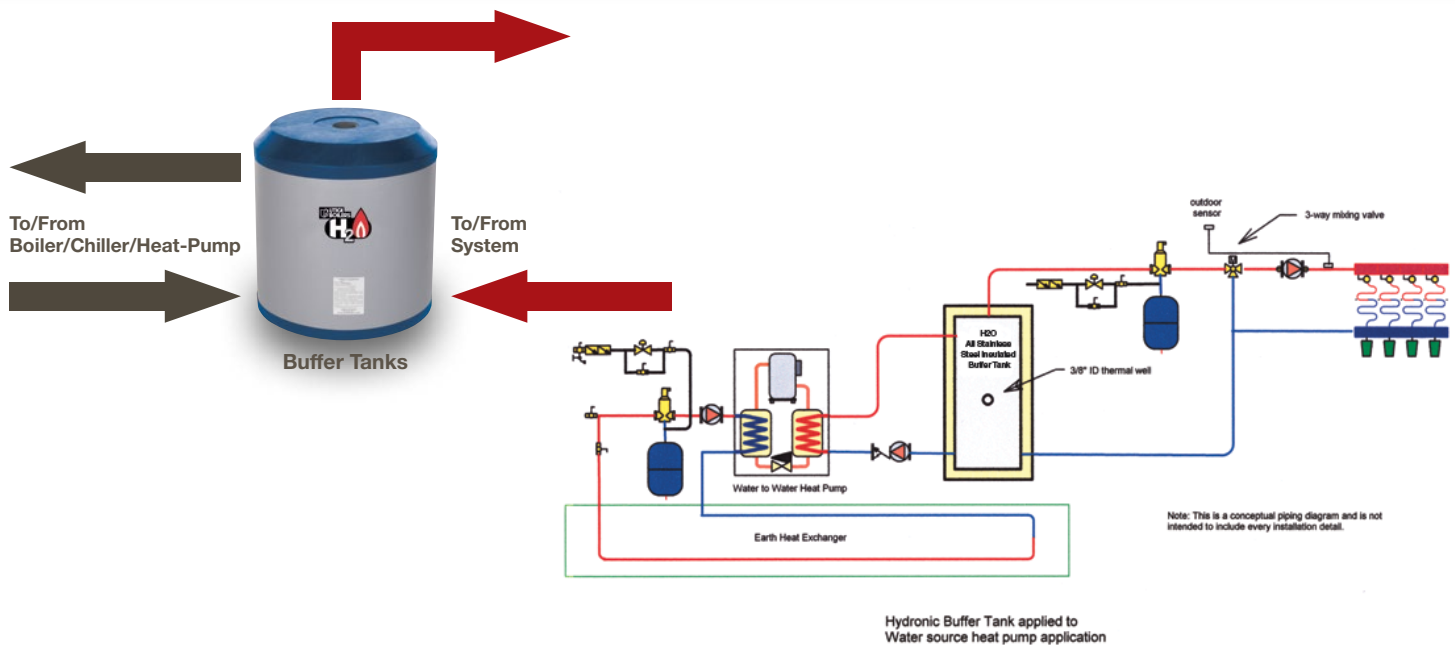 To/From
Boiler/Chiller/Heat-Pump
UTICA
BOILERS
H2O
To/From
System
Buffer Tanks
outdoor
sensor
3-way mixing valve
H2O
All Stainless
Steel Insulated
Buffer Tank
3/8" ID thermal well
Water to Water Heat Pump
Earth Heat Exchanger
Note: This is a conceptual piping diagram and is not
intended to include every installation detail.
Hydronic Buffer Tank applied to
Water source heat pump application